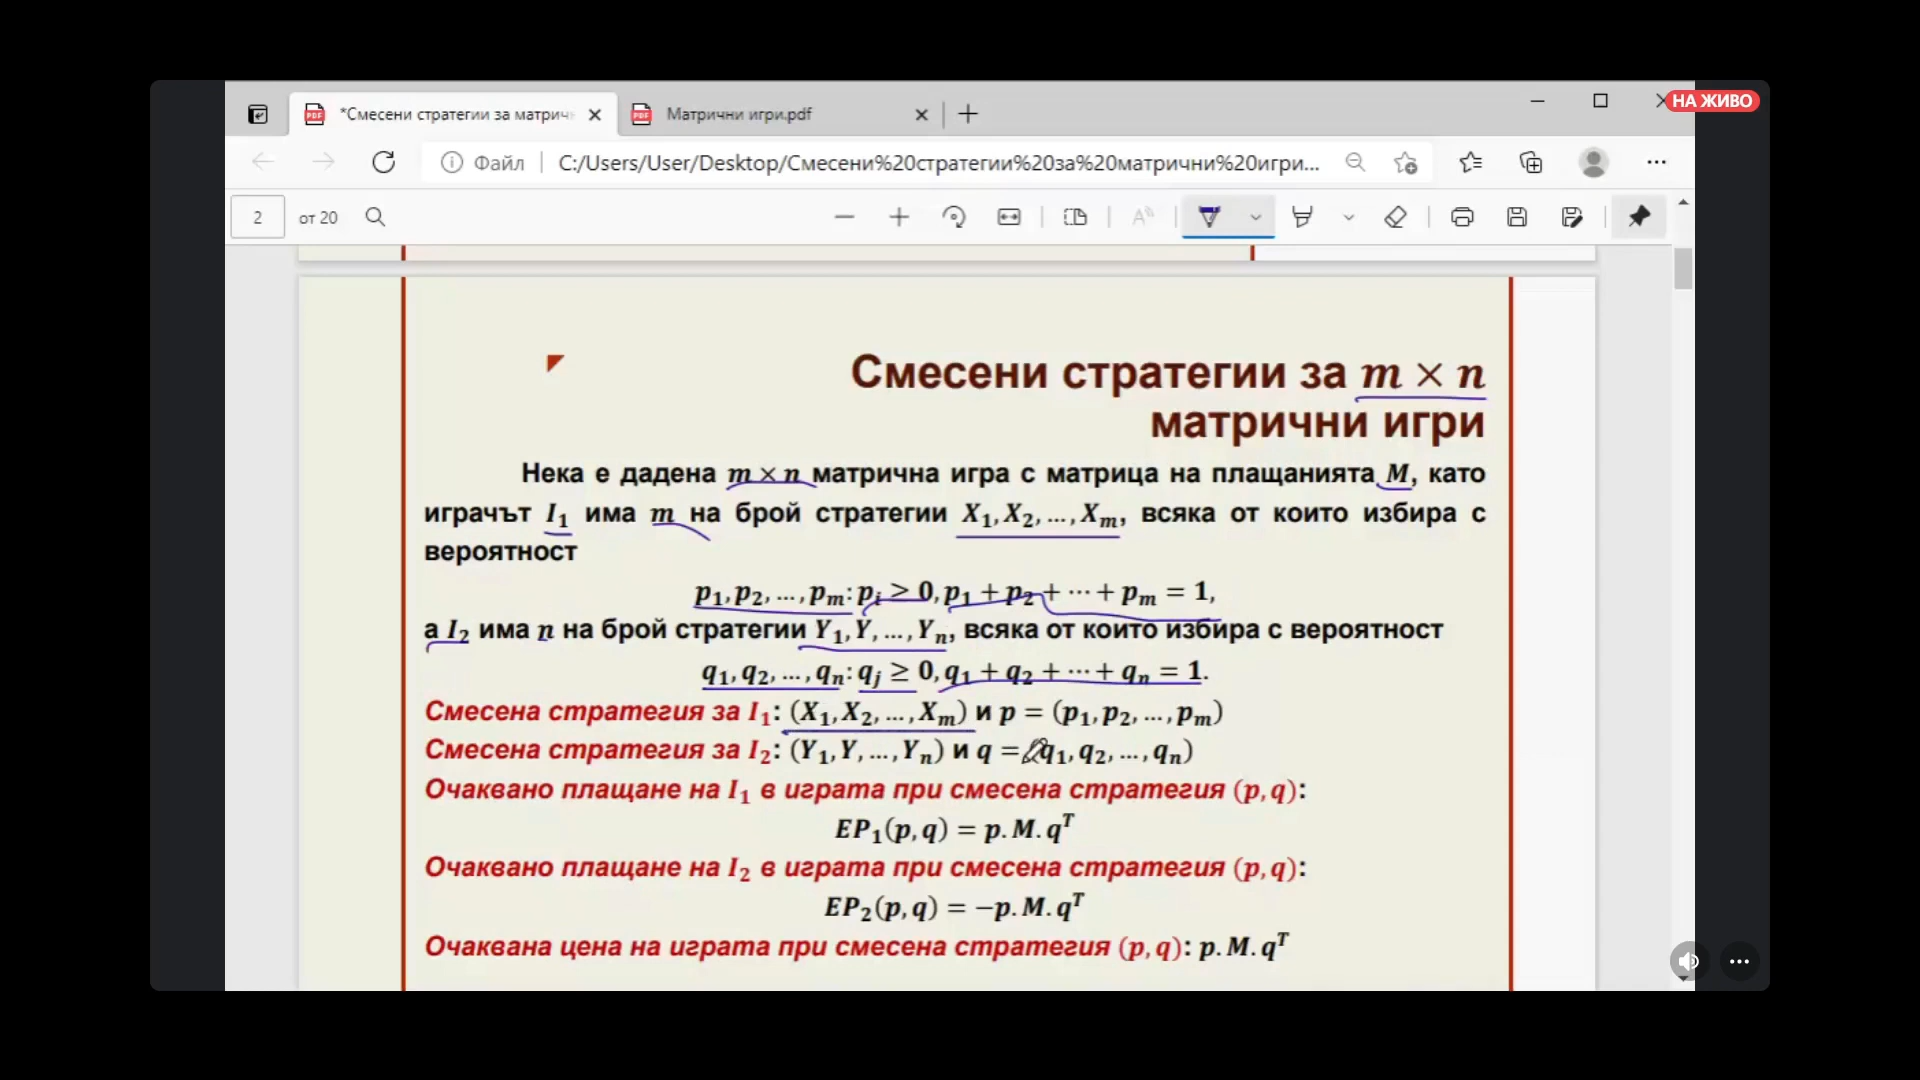 *Смесени стратегии за матричн
Матрични игри.pdf
НА ЖИВО
Файл
C:/Users/User/Desktop/Смесени%20стратегии%20за%20матрични%20игри...
2
от 20
Смесени стратегии за m × n
матрични игри
Нека е дадена m × n матрична игра с матрица на плащанията M, като
играчът I₁ има m на брой стратегии X₁, X₂, ..., Xₘ, всяка от които избира с
вероятност
p₁, p₂, ..., pₘ: pᵢ ≥ 0, p₁ + p₂ + ⋯ + pₘ = 1,
а I₂ има n на брой стратегии Y₁, Y, ..., Yₙ, всяка от които избира с вероятност
q₁, q₂, ..., qₙ: qⱼ ≥ 0, q₁ + q₂ + ⋯ + qₙ = 1.
Смесена стратегия за I₁: (X₁, X₂, ..., Xₘ) и p = (p₁, p₂, ..., pₘ)
Смесена стратегия за I₂: (Y₁, Y, ..., Yₙ) и q = (q₁, q₂, ..., qₙ)
Очаквано плащане на I₁ в играта при смесена стратегия (p, q):
EP₁(p, q) = p. M. qᵀ
Очаквано плащане на I₂ в играта при смесена стратегия (p, q):
EP₂(p, q) = −p. M. qᵀ
Очаквана цена на играта при смесена стратегия (p, q): p. M. qᵀ